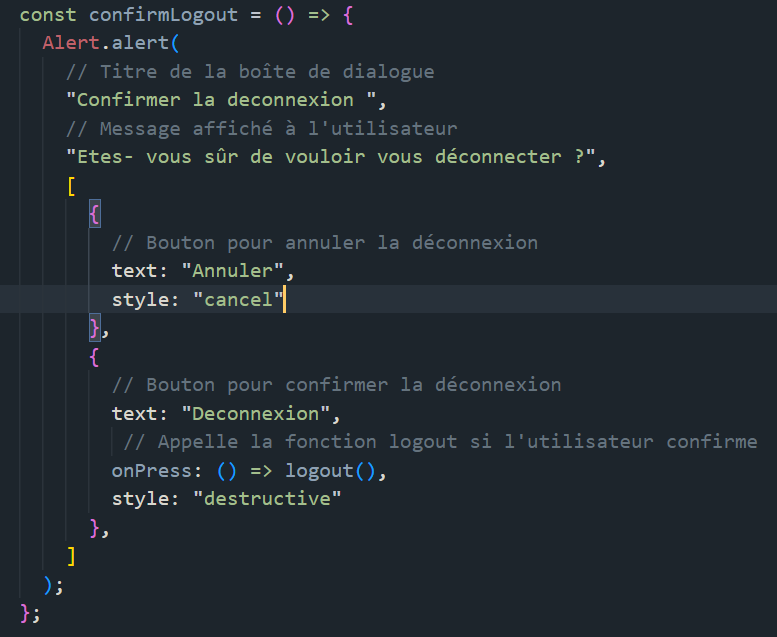 const confirmLogout = () => {
Alert.alert(
// Titre de la boîte de dialogue
"Confirmer la deconnexion ",
// Message affiché à l'utilisateur
"Etes- vous sûr de vouloir vous déconnecter ?",
[
{
// Bouton pour annuler la déconnexion
text: "Annuler",
style: "cancel"
},
{
// Bouton pour confirmer la déconnexion
text: "Deconnexion",
// Appelle la fonction logout si l'utilisateur confirme
onPress: () => logout(),
style: "destructive"
},
]
);
};